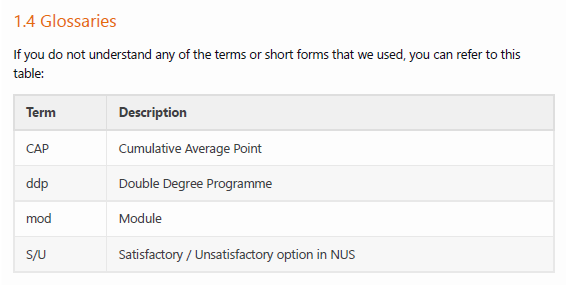 1.4 Glossaries
If you do not understand any of the terms or short forms that we used, you can refer to this
table:
Term Description
CAP Cumulative Average Point
ddp Double Degree Programme
mod Module
S/U Satisfactory / Unsatisfactory option in NUS